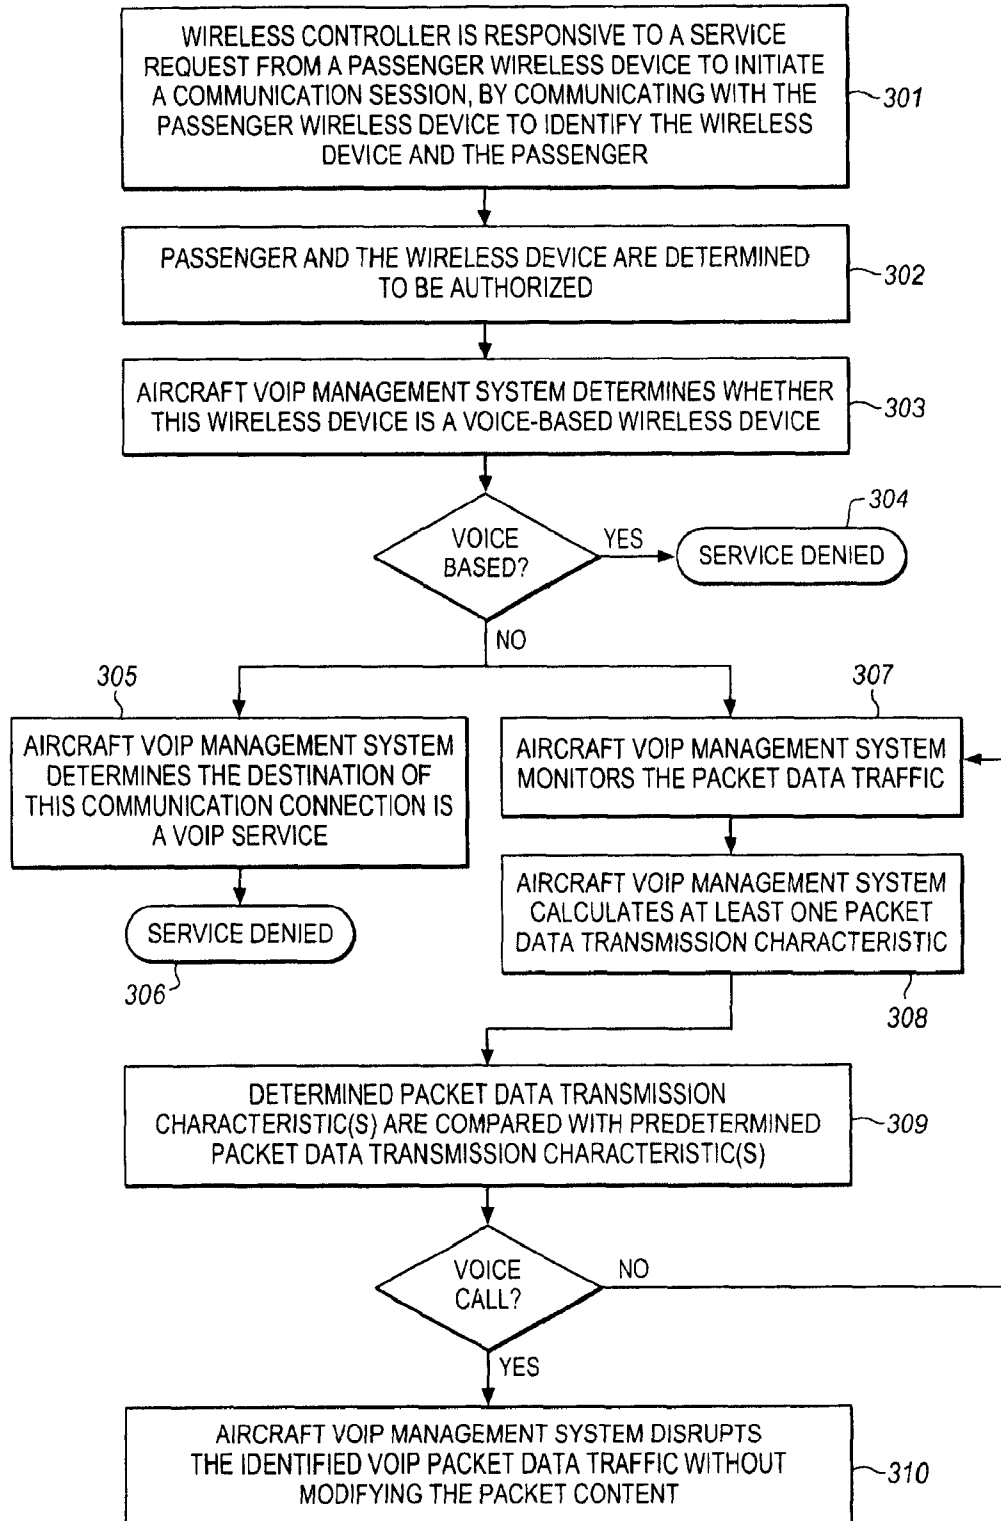 WIRELESS CONTROLLER IS RESPONSIVE TO A SERVICE
REQUEST FROM A PASSENGER WIRELESS DEVICE TO INITIATE
A COMMUNICATION SESSION, BY COMMUNICATING WITH THE
PASSENGER WIRELESS DEVICE TO IDENTIFY THE WIRELESS
DEVICE AND THE PASSENGER
301
PASSENGER AND THE WIRELESS DEVICE ARE DETERMINED
TO BE AUTHORIZED
302
AIRCRAFT VOIP MANAGEMENT SYSTEM DETERMINES WHETHER
THIS WIRELESS DEVICE IS A VOICE-BASED WIRELESS DEVICE
303
VOICE
BASED?
YES
304
SERVICE DENIED
NO
305
AIRCRAFT VOIP MANAGEMENT SYSTEM
DETERMINES THE DESTINATION OF
THIS COMMUNICATION CONNECTION IS
A VOIP SERVICE
SERVICE DENIED
306
307
AIRCRAFT VOIP MANAGEMENT SYSTEM
MONITORS THE PACKET DATA TRAFFIC
AIRCRAFT VOIP MANAGEMENT SYSTEM
CALCULATES AT LEAST ONE PACKET
DATA TRANSMISSION CHARACTERISTIC
308
DETERMINED PACKET DATA TRANSMISSION
CHARACTERISTIC(S) ARE COMPARED WITH PREDETERMINED
PACKET DATA TRANSMISSION CHARACTERISTIC(S)
309
VOICE
CALL?
NO
YES
AIRCRAFT VOIP MANAGEMENT SYSTEM DISRUPTS
THE IDENTIFIED VOIP PACKET DATA TRAFFIC WITHOUT
MODIFYING THE PACKET CONTENT
310